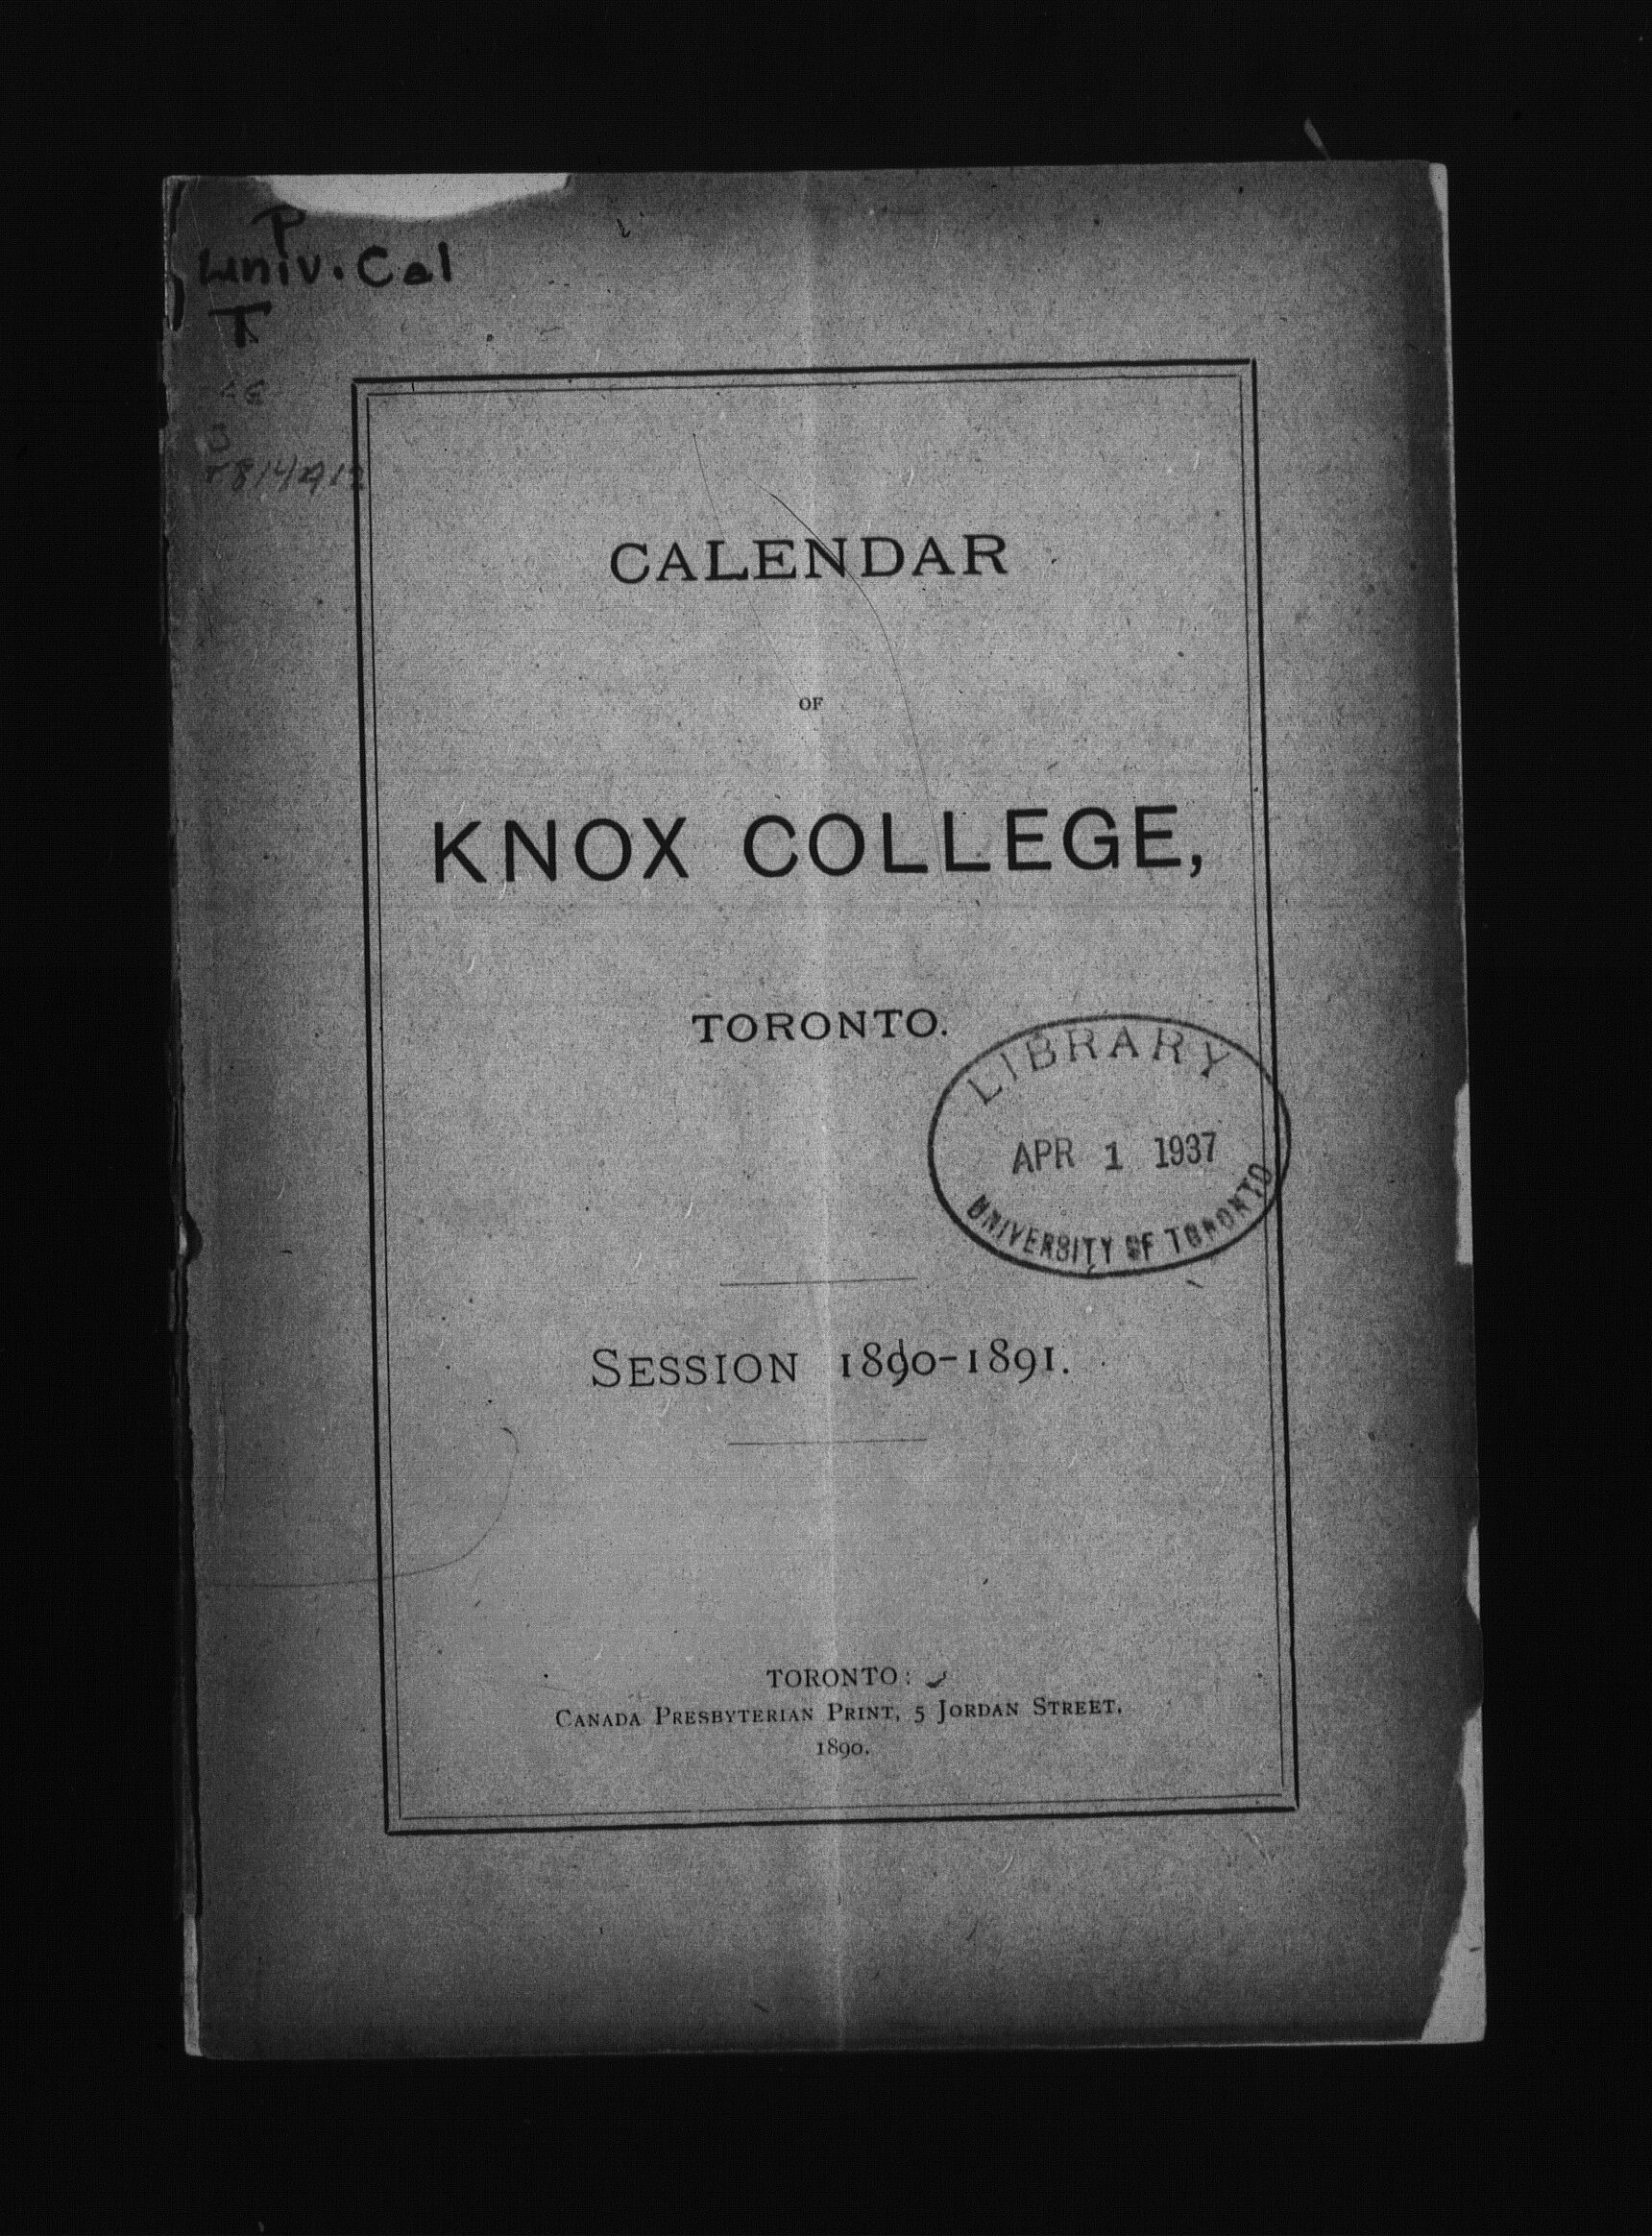 P
Univ. Cal
T
CALENDAR
OF
KNOX COLLEGE,
TORONTO.
LIBRARY
APR 1 1937
UNIVERSITY OF TORONTO
SESSION 1890-1891.
TORONTO:
CANADA PRESBYTERIAN PRINT, 5 JORDAN STREET,
1890.